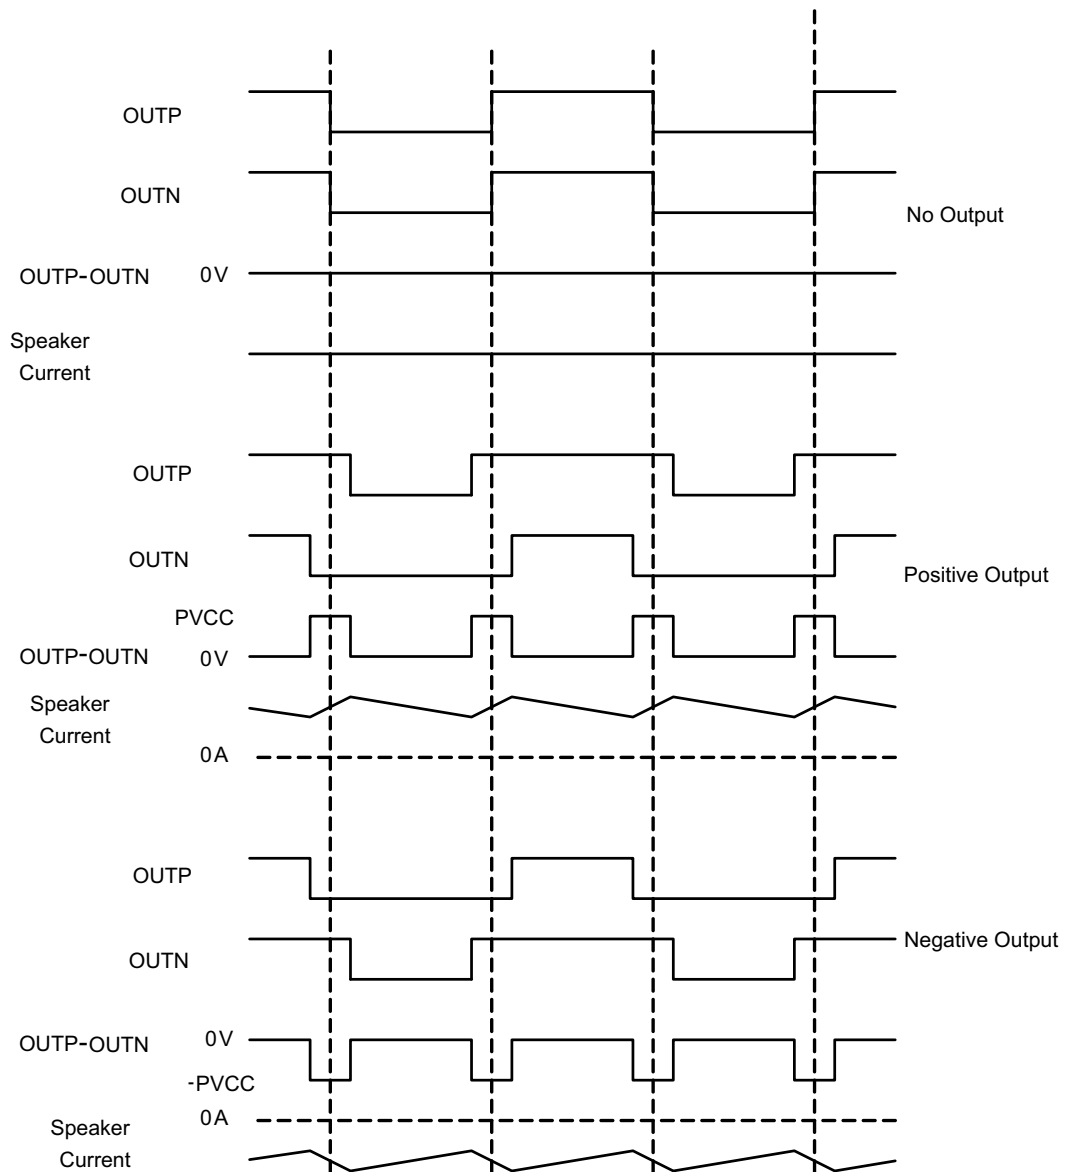 OUTP
OUTN
No Output
OUTP-OUTN 0V
Speaker
Current
OUTP
OUTN
Positive Output
PVCC
OUTP-OUTN 0V
Speaker
Current
0A
OUTP
OUTN
Negative Output
OUTP-OUTN 0V
-PVCC
0A
Speaker
Current